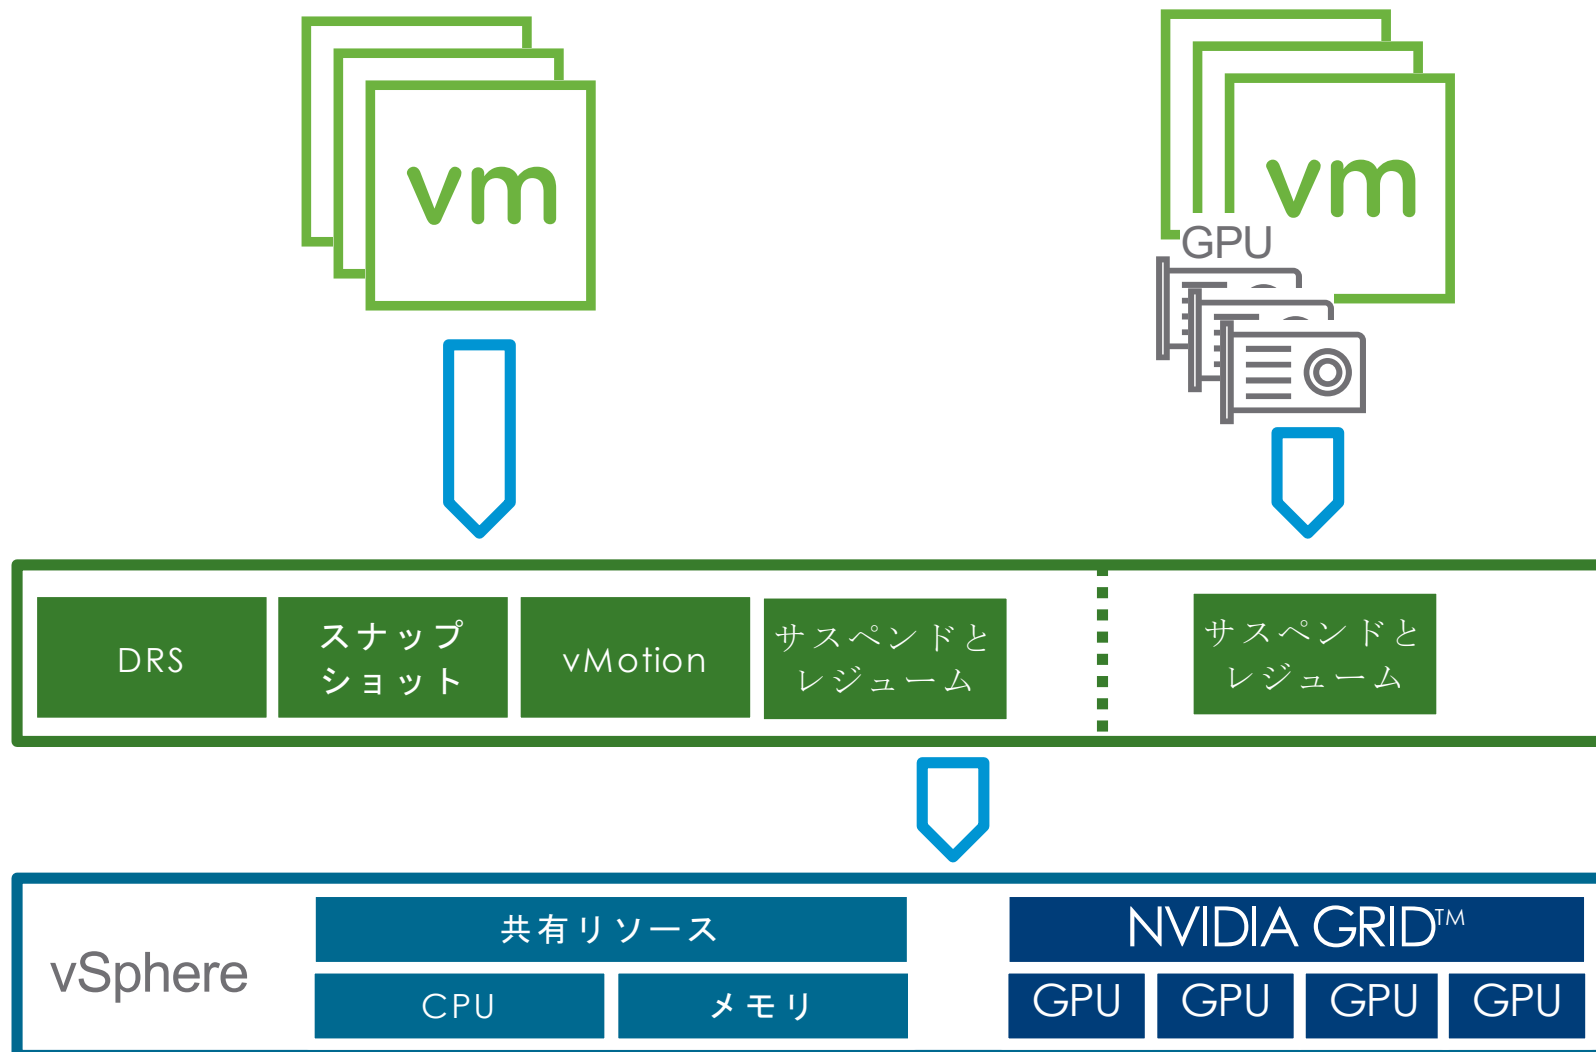 vm
vm
GPU
DRS
スナップ
ショット
vMotion
サスペンドと
レジューム
サスペンドと
レジューム
vSphere
共有リソース
CPU
メモリ
NVIDIA GRID™
GPU
GPU
GPU
GPU